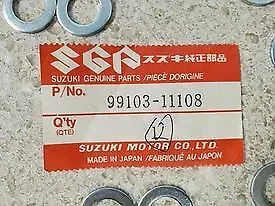 SGP スズキ純正部品
SUZUKI GENUINE PARTS / PIÈCE D'ORIGINE
P/No.
99103-11108
Q'ty
(QTE)
12
SUZUKI MOTOR CO., LTD.
MADE IN JAPAN / FABRIQUÉ AU JAPON